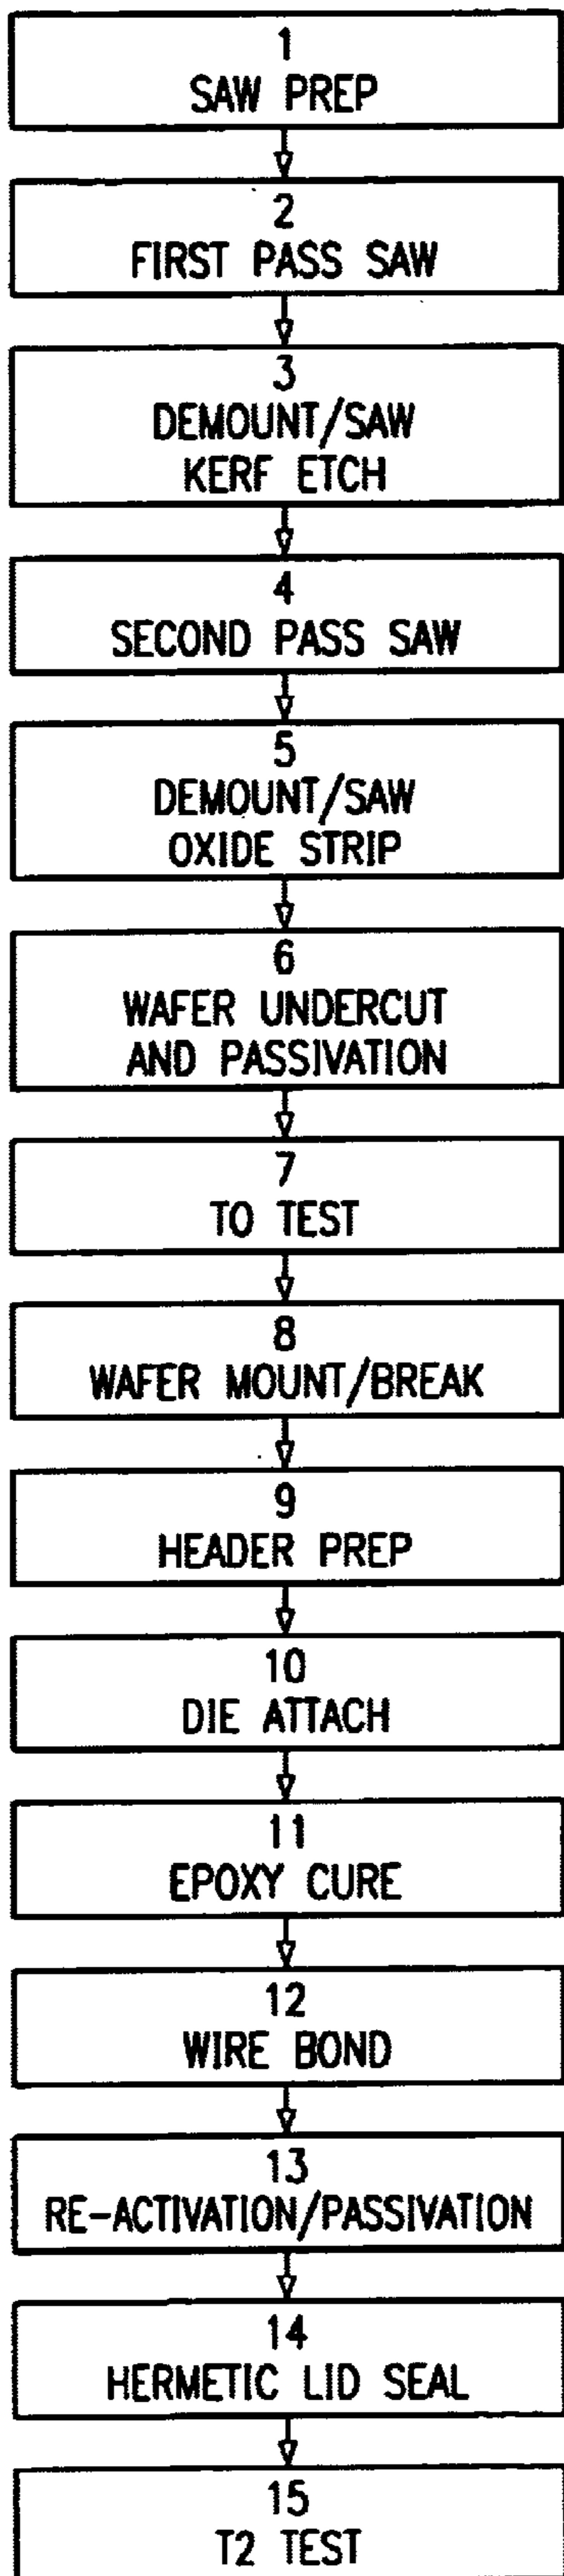 1
SAW PREP
2
FIRST PASS SAW
3
DEMOUNT/SAW
KERF ETCH
4
SECOND PASS SAW
5
DEMOUNT/SAW
OXIDE STRIP
6
WAFER UNDERCUT
AND PASSIVATION
7
TO TEST
8
WAFER MOUNT/BREAK
9
HEADER PREP
10
DIE ATTACH
11
EPOXY CURE
12
WIRE BOND
13
RE-ACTIVATION/PASSIVATION
14
HERMETIC LID SEAL
15
T2 TEST